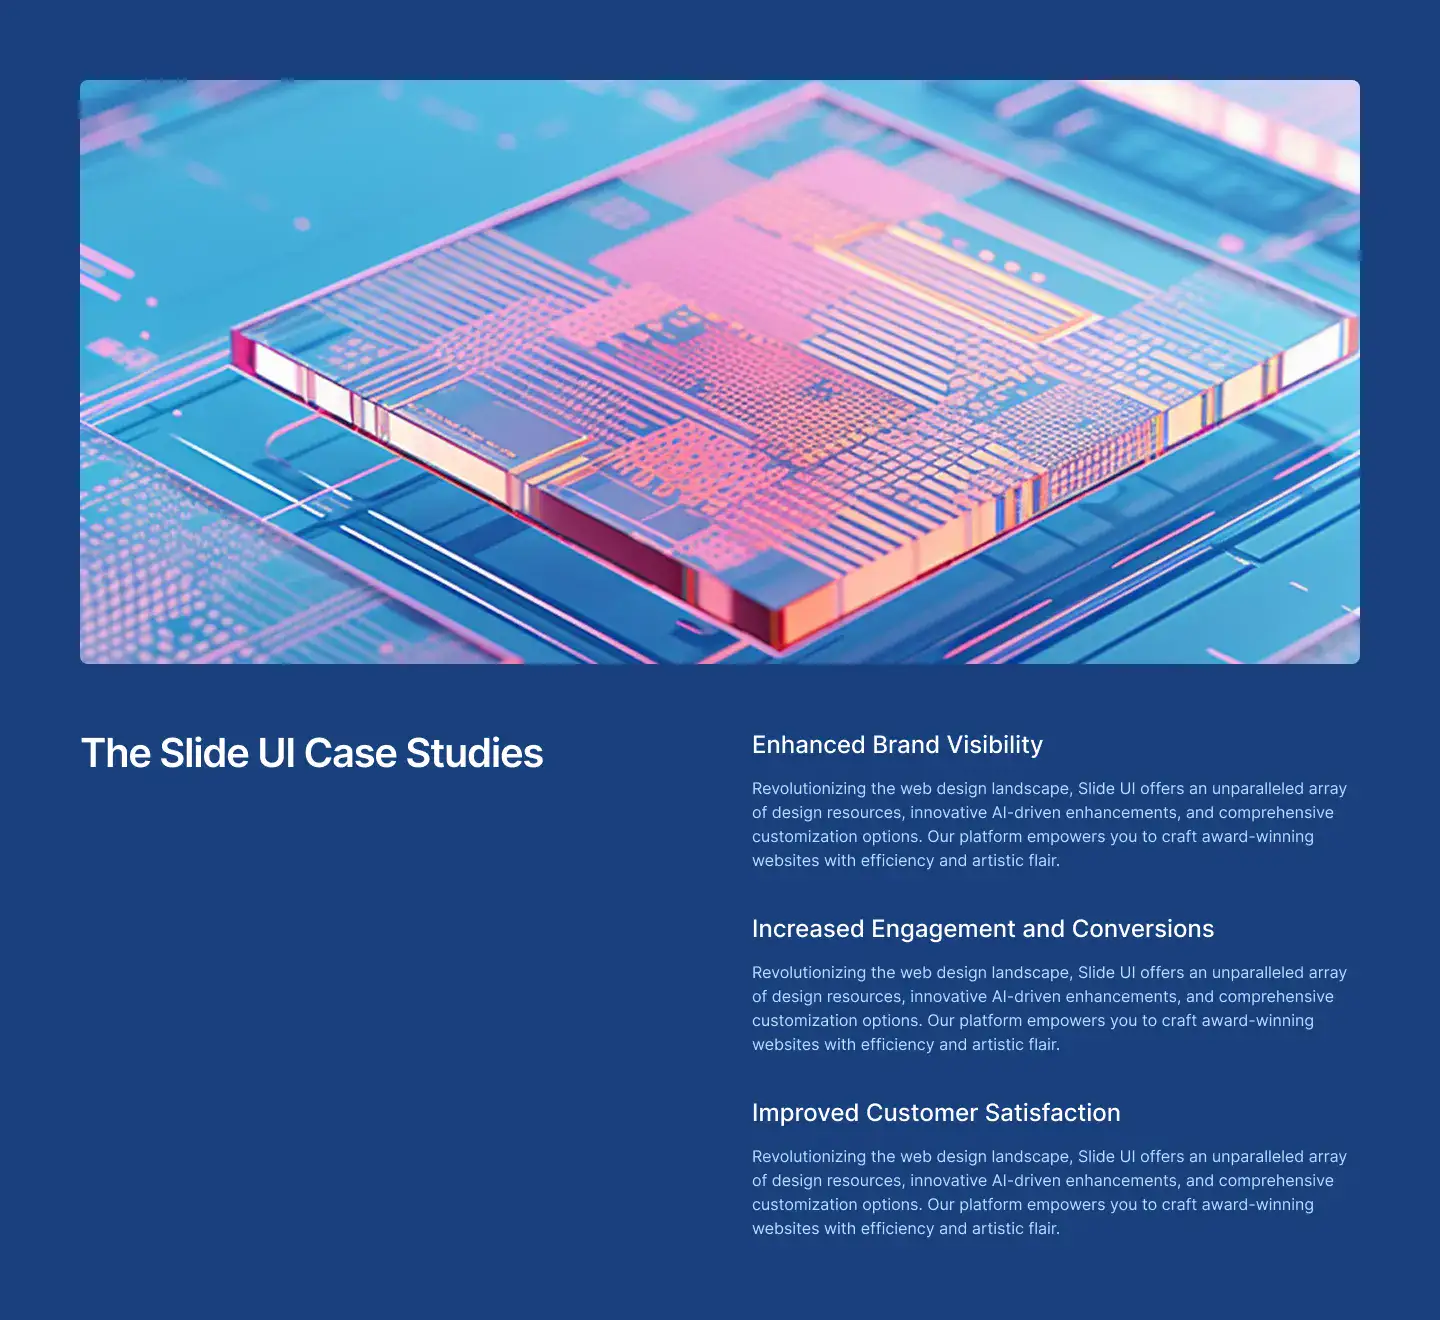 The Slide UI Case Studies
Enhanced Brand Visibility
Revolutionizing the web design landscape, Slide UI offers an unparalleled array
of design resources, innovative AI-driven enhancements, and comprehensive
customization options. Our platform empowers you to craft award-winning
websites with efficiency and artistic flair.
Increased Engagement and Conversions
Revolutionizing the web design landscape, Slide UI offers an unparalleled array
of design resources, innovative AI-driven enhancements, and comprehensive
customization options. Our platform empowers you to craft award-winning
websites with efficiency and artistic flair.
Improved Customer Satisfaction
Revolutionizing the web design landscape, Slide UI offers an unparalleled array
of design resources, innovative AI-driven enhancements, and comprehensive
customization options. Our platform empowers you to craft award-winning
websites with efficiency and artistic flair.